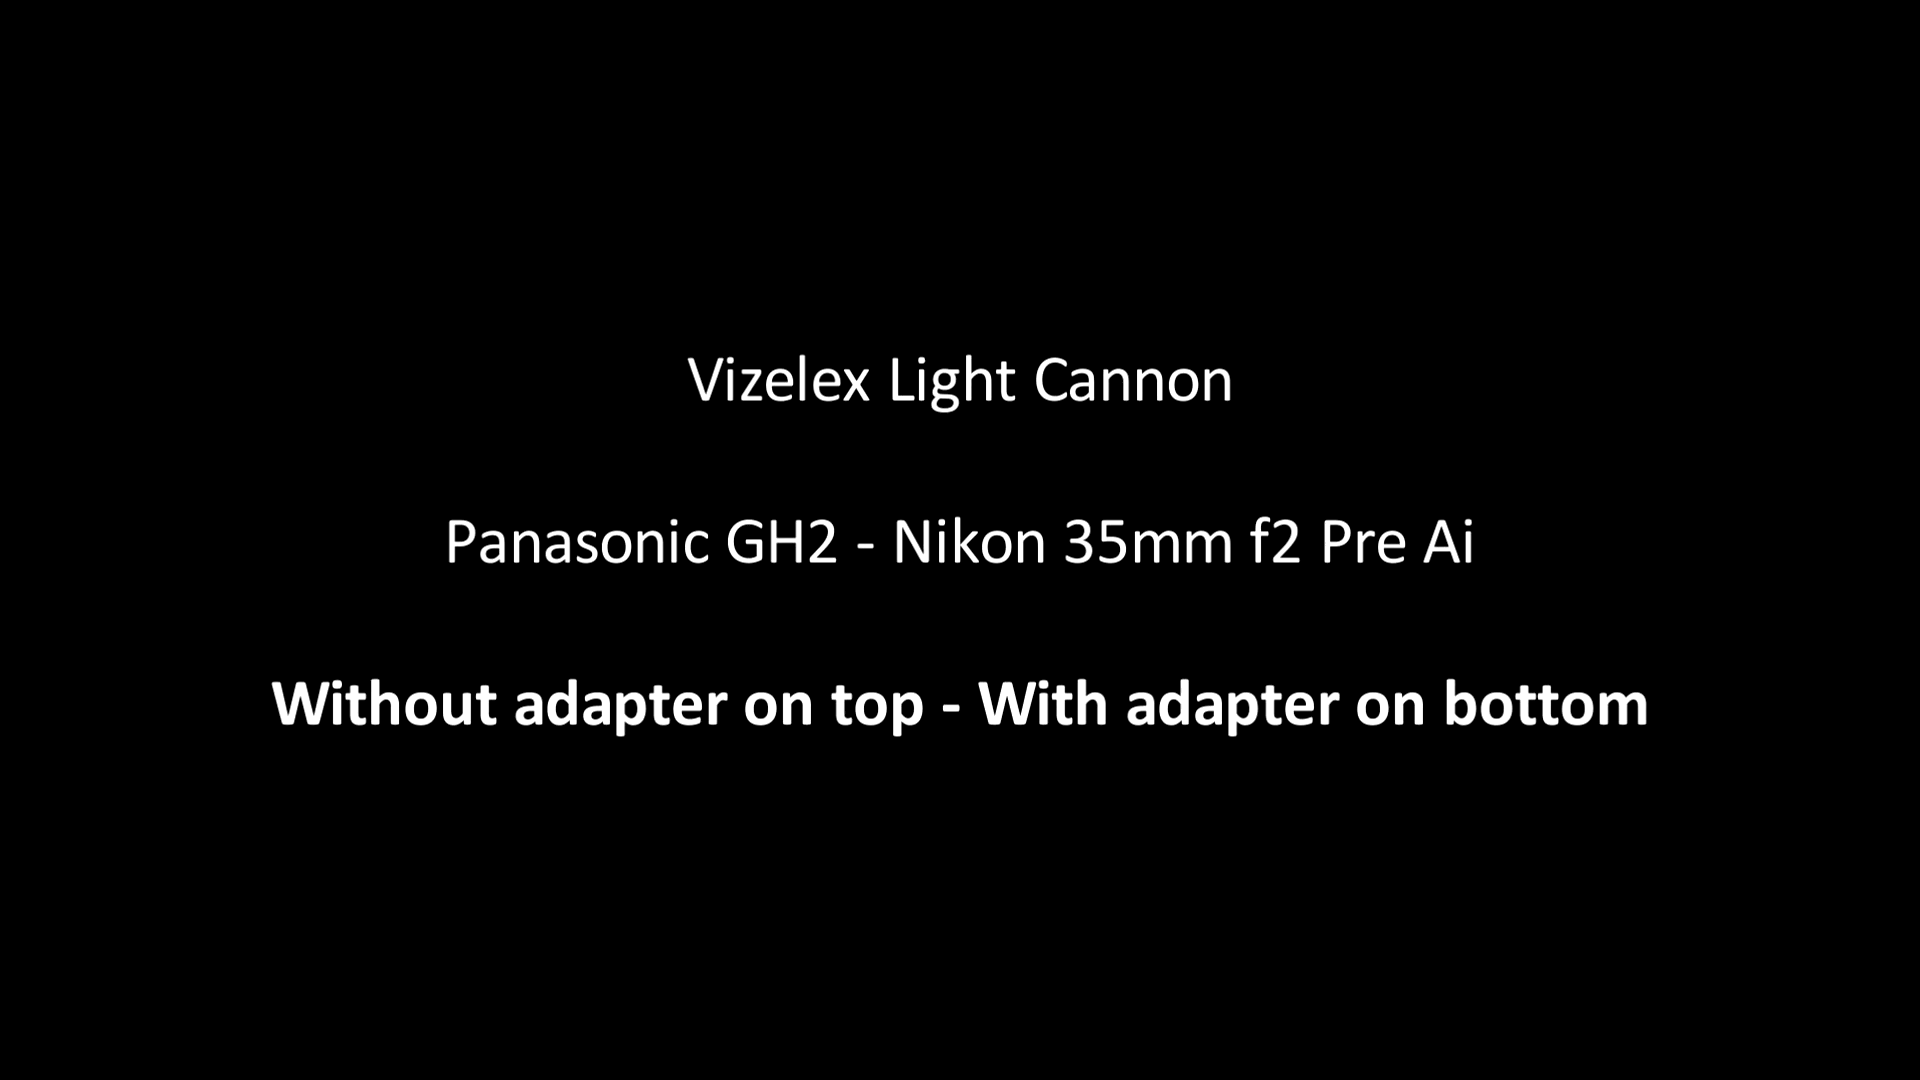 Vizelex Light Cannon
Panasonic GH2 - Nikon 35mm f2 Pre Ai
Without adapter on top - With adapter on bottom